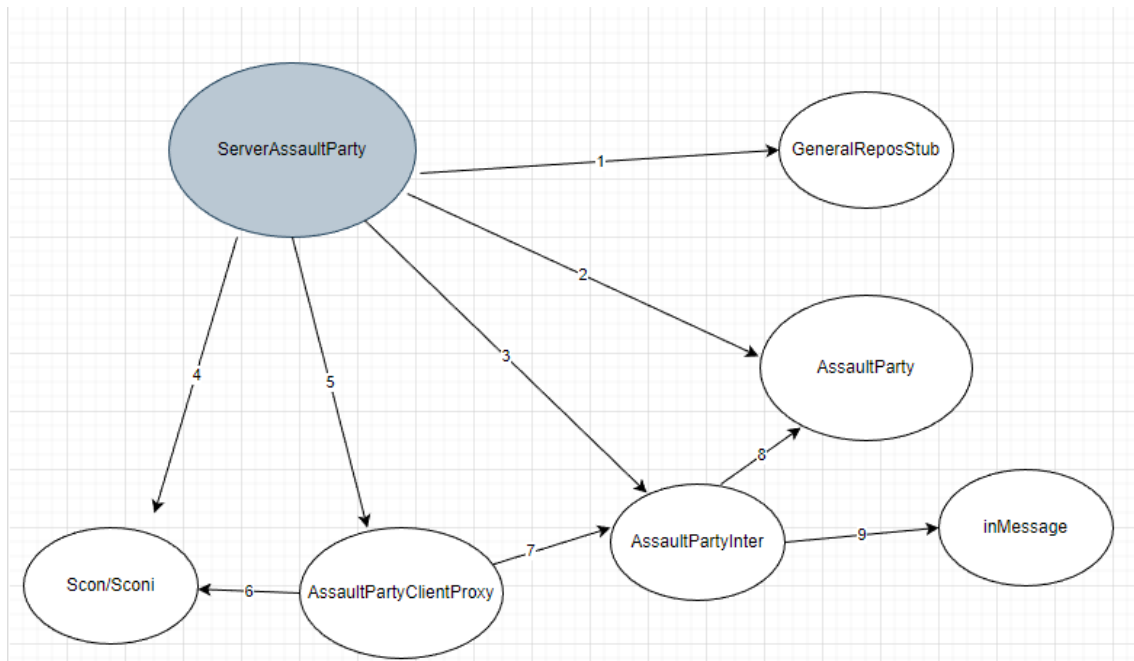 ServerAssaultParty
GeneralReposStub
1
2
3
AssaultParty
4
5
8
inMessage
9
AssaultPartyInter
7
Scon/Sconi
6
AssaultPartyClientProxy